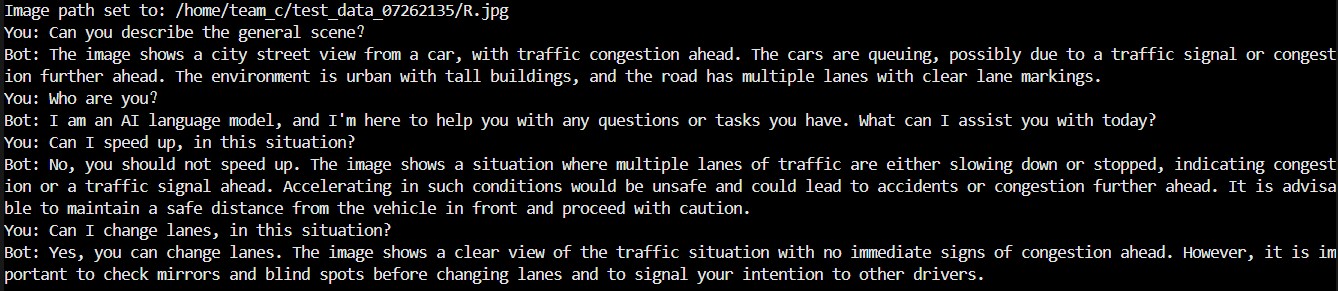 Image path set to: /home/team_c/test_data_07262135/R.jpg
You: Can you describe the general scene?
Bot: The image shows a city street view from a car, with traffic congestion ahead. The cars are queuing, possibly due to a traffic signal or congest
ion further ahead. The environment is urban with tall buildings, and the road has multiple lanes with clear lane markings.
You: Who are you?
Bot: I am an AI language model, and I'm here to help you with any questions or tasks you have. What can I assist you with today?
You: Can I speed up, in this situation?
Bot: No, you should not speed up. The image shows a situation where multiple lanes of traffic are either slowing down or stopped, indicating congest
ion or a traffic signal ahead. Accelerating in such conditions would be unsafe and could lead to accidents or congestion further ahead. It is advisa
ble to maintain a safe distance from the vehicle in front and proceed with caution.
You: Can I change lanes, in this situation?
Bot: Yes, you can change lanes. The image shows a clear view of the traffic situation with no immediate signs of congestion ahead. However, it is im
portant to check mirrors and blind spots before changing lanes and to signal your intention to other drivers.